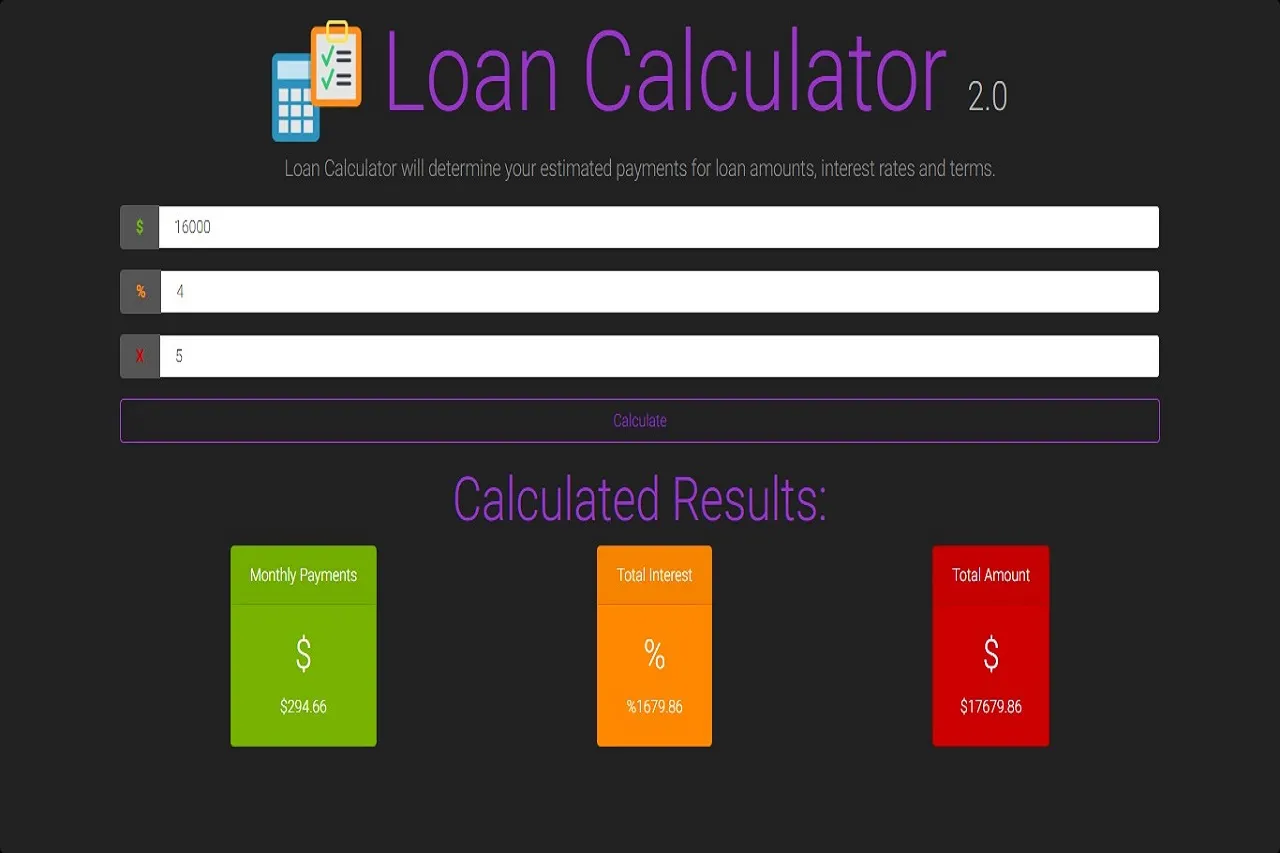 Loan Calculator 2.0
Loan Calculator will determine your estimated payments for loan amounts, interest rates and terms.
$ 16000
% 4
X 5
Calculate
Calculated Results:
Monthly Payments
$
$294.66
Total Interest
%
%1679.86
Total Amount
$
$17679.86